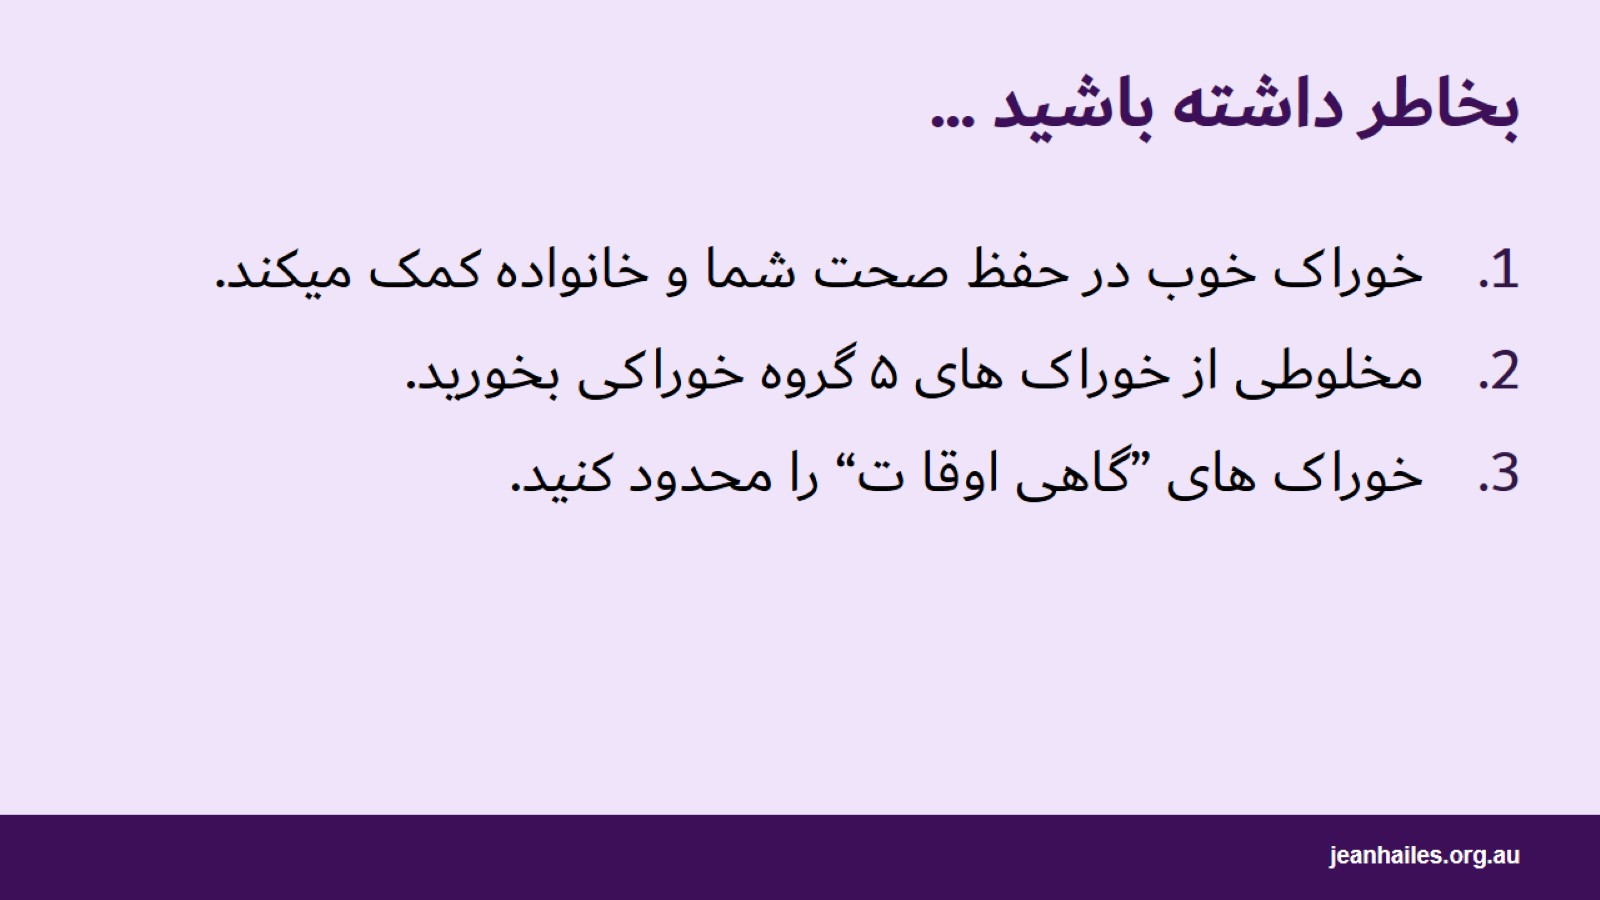 بخاطر داشته باشید ...
1. خوراک خوب در حفظ صحت شما و خانواده کمک میکند.
2. مخلوطی از خوراک های ۵ گروه خوراکی بخورید.
3. خوراک های ”گاهی اوقا ت“ را محدود کنید.
jeanhailes.org.au